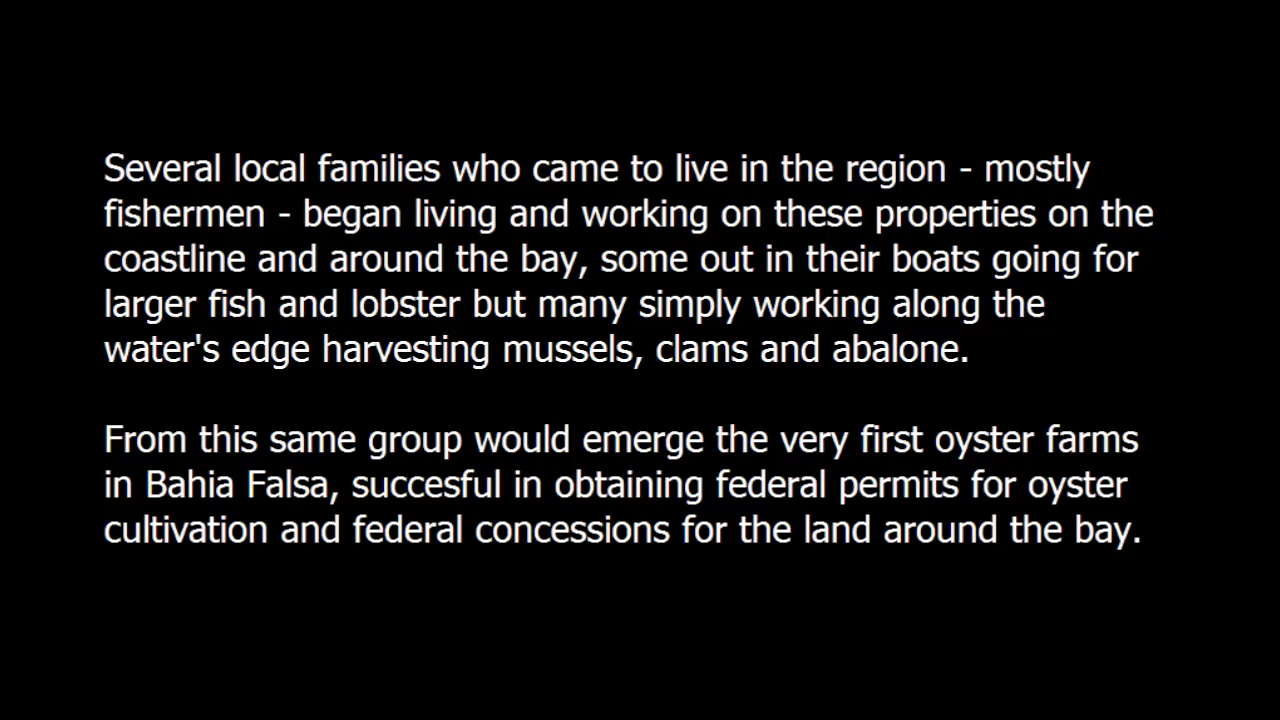 Several local families who came to live in the region - mostly
fishermen - began living and working on these properties on the
coastline and around the bay, some out in their boats going for
larger fish and lobster but many simply working along the
water's edge harvesting mussels, clams and abalone.
From this same group would emerge the very first oyster farms
in Bahia Falsa, succesful in obtaining federal permits for oyster
cultivation and federal concessions for the land around the bay.